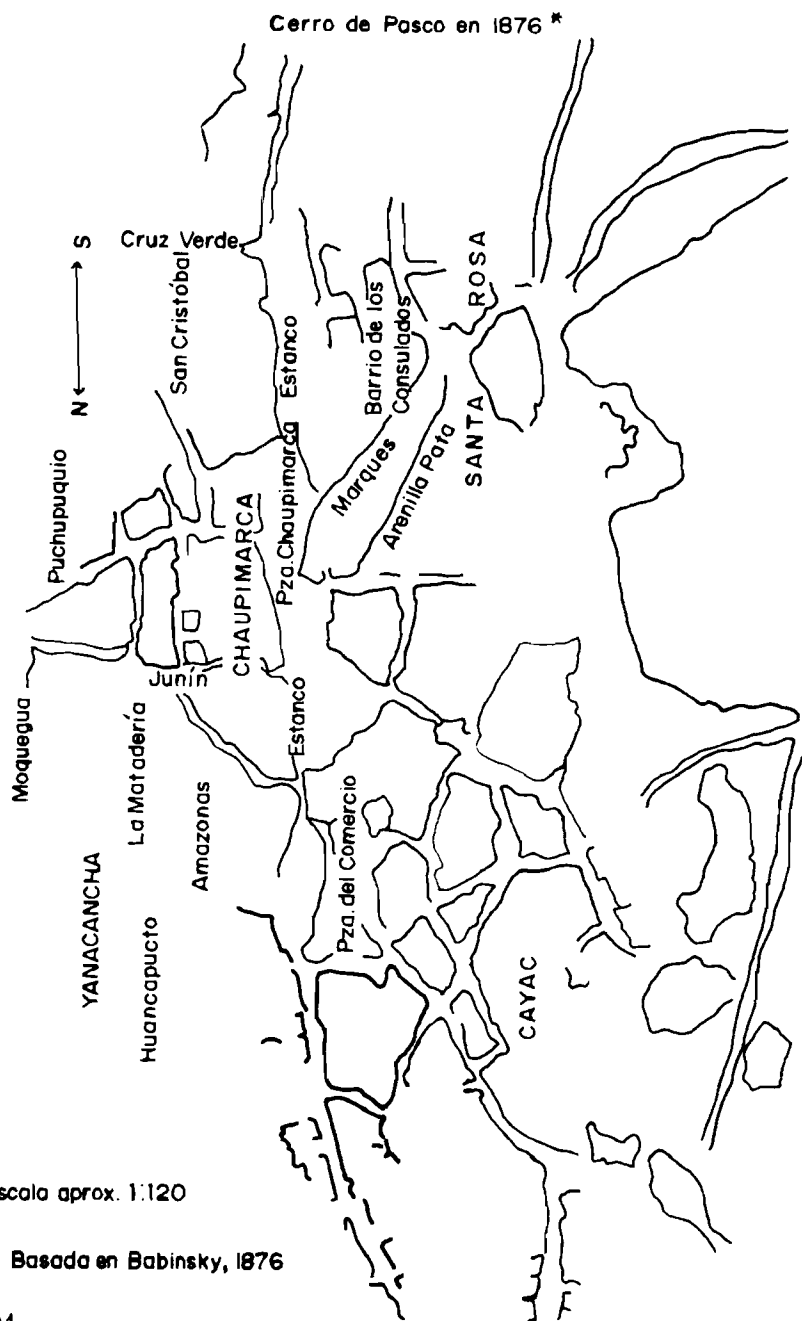 Cerro de Pasco en 1876 *
S
N
Cruz Verde
San Cristóbal
Puchupuquio
Moquegua
Estanco
Barrio de los
Consulados
SANTA ROSA
Marques
Arenilla Pata
Pza. Chaupimarca
CHAUPIMARCA
Junín
Estanco
La Matadería
Amazonas
YANACANCHA
Huancapucto
Pza. del Comercio
CAYAC
scala aprox. 1:120
Basada en Babinsky, 1876